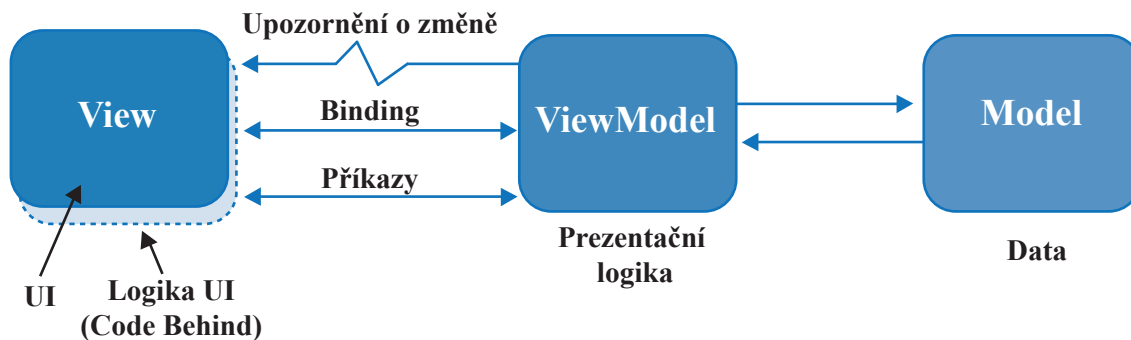 Upozornění o změně
View
Binding
ViewModel
Model
Příkazy
Prezentační
logika
Data
UI
Logika UI
(Code Behind)